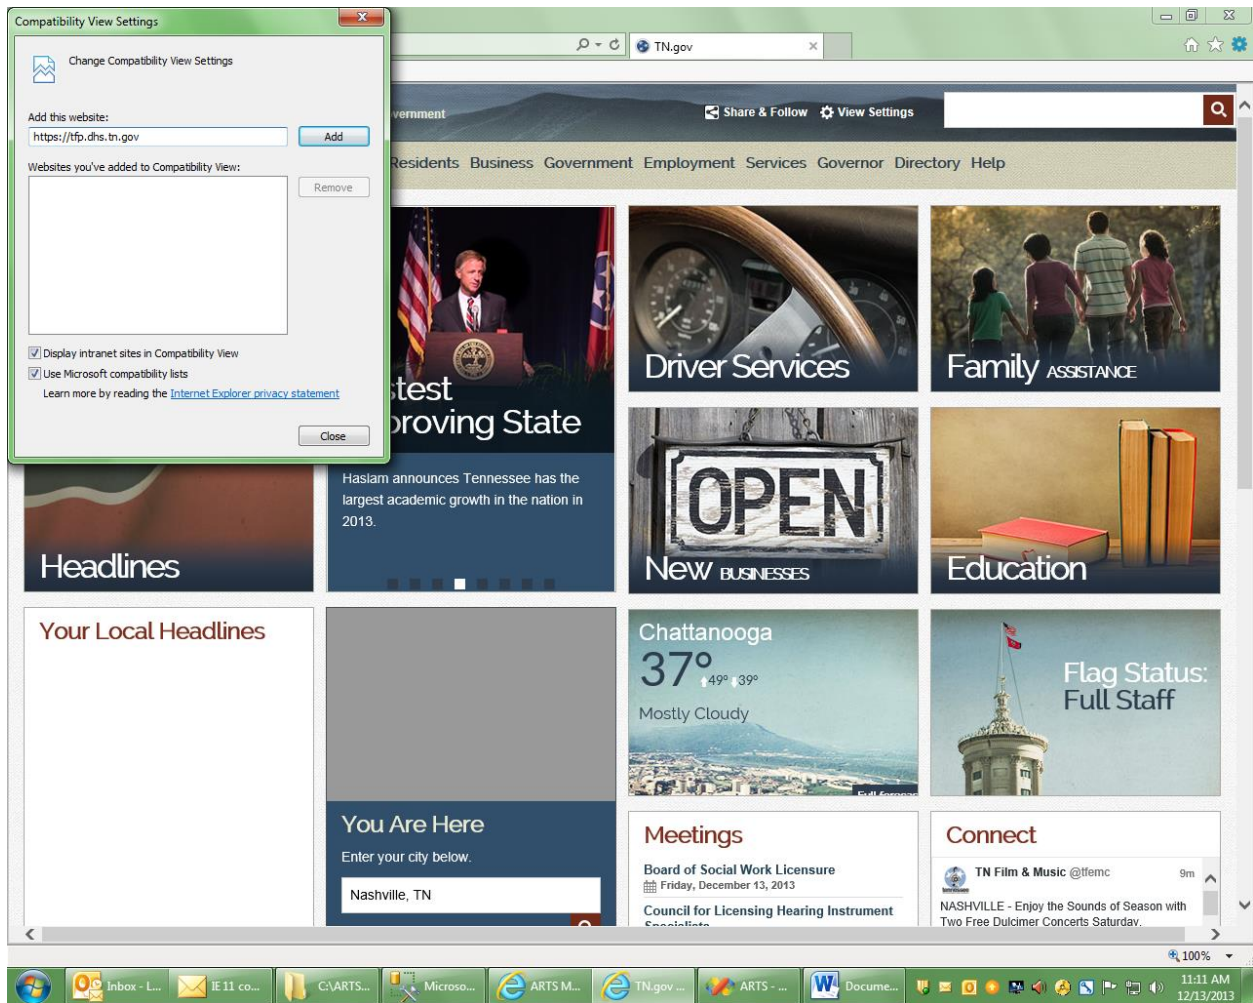 Compatibility View Settings
Change Compatibility View Settings
Add this website:
https://tfp.dhs.tn.gov
Add
Websites you've added to Compatibility View:
Remove
Display intranet sites in Compatibility View
Use Microsoft compatibility lists
Learn more by reading the Internet Explorer privacy statement
Close
TN.gov
vernment
Share & Follow
View Settings
Residents Business Government Employment Services Governor Directory Help
test
proving State
Haslam announces Tennessee has the
largest academic growth in the nation in
2013.
Driver Services
Family ASSISTANCE
Headlines
OPEN
New BUSINESSES
Education
Your Local Headlines
You Are Here
Enter your city below.
Nashville, TN
Chattanooga
37°
49° 39°
Mostly Cloudy
Full forecas
Flag Status:
Full Staff
Meetings
Board of Social Work Licensure
Friday, December 13, 2013
Council for Licensing Hearing Instrument
Specialists
Connect
TN Film & Music @tfemc 9m
NASHVILLE - Enjoy the Sounds of Season with
Two Free Dulcimer Concerts Saturday.
100%
Inbox - L...
IE 11 co...
C:\ARTS...
Microso...
ARTS M...
TN.gov ...
ARTS - ...
Docume...
11:11 AM
12/13/2013